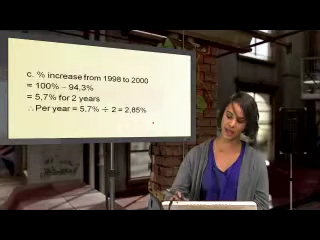 c. % increase from 1998 to 2000
= 100% – 94,3%
= 5,7% for 2 years
∴ Per year = 5,7% ÷ 2 = 2,85%